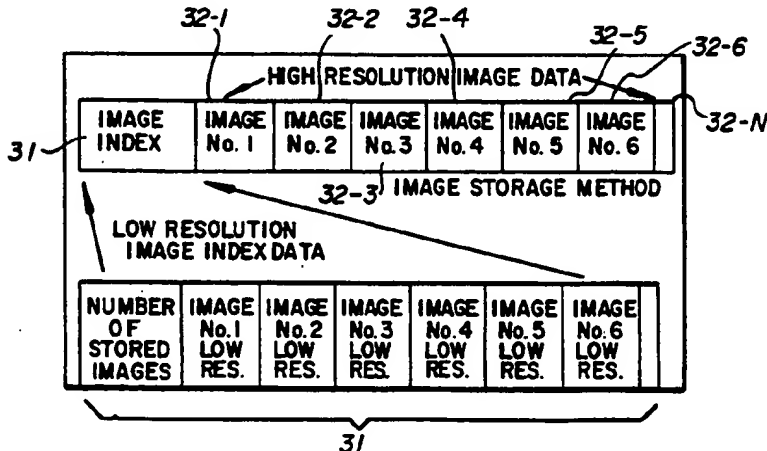 32-1 32-2 32-4 32-5 32-6
HIGH RESOLUTION IMAGE DATA
32-N
31
IMAGE INDEX
IMAGE No. 1
IMAGE No. 2
IMAGE No. 3
IMAGE No. 4
IMAGE No. 5
IMAGE No. 6
32-3
IMAGE STORAGE METHOD
LOW RESOLUTION
IMAGE INDEX DATA
NUMBER OF STORED IMAGES
IMAGE No. 1 LOW RES.
IMAGE No. 2 LOW RES.
IMAGE No. 3 LOW RES.
IMAGE No. 4 LOW RES.
IMAGE No. 5 LOW RES.
IMAGE No. 6 LOW RES.
31